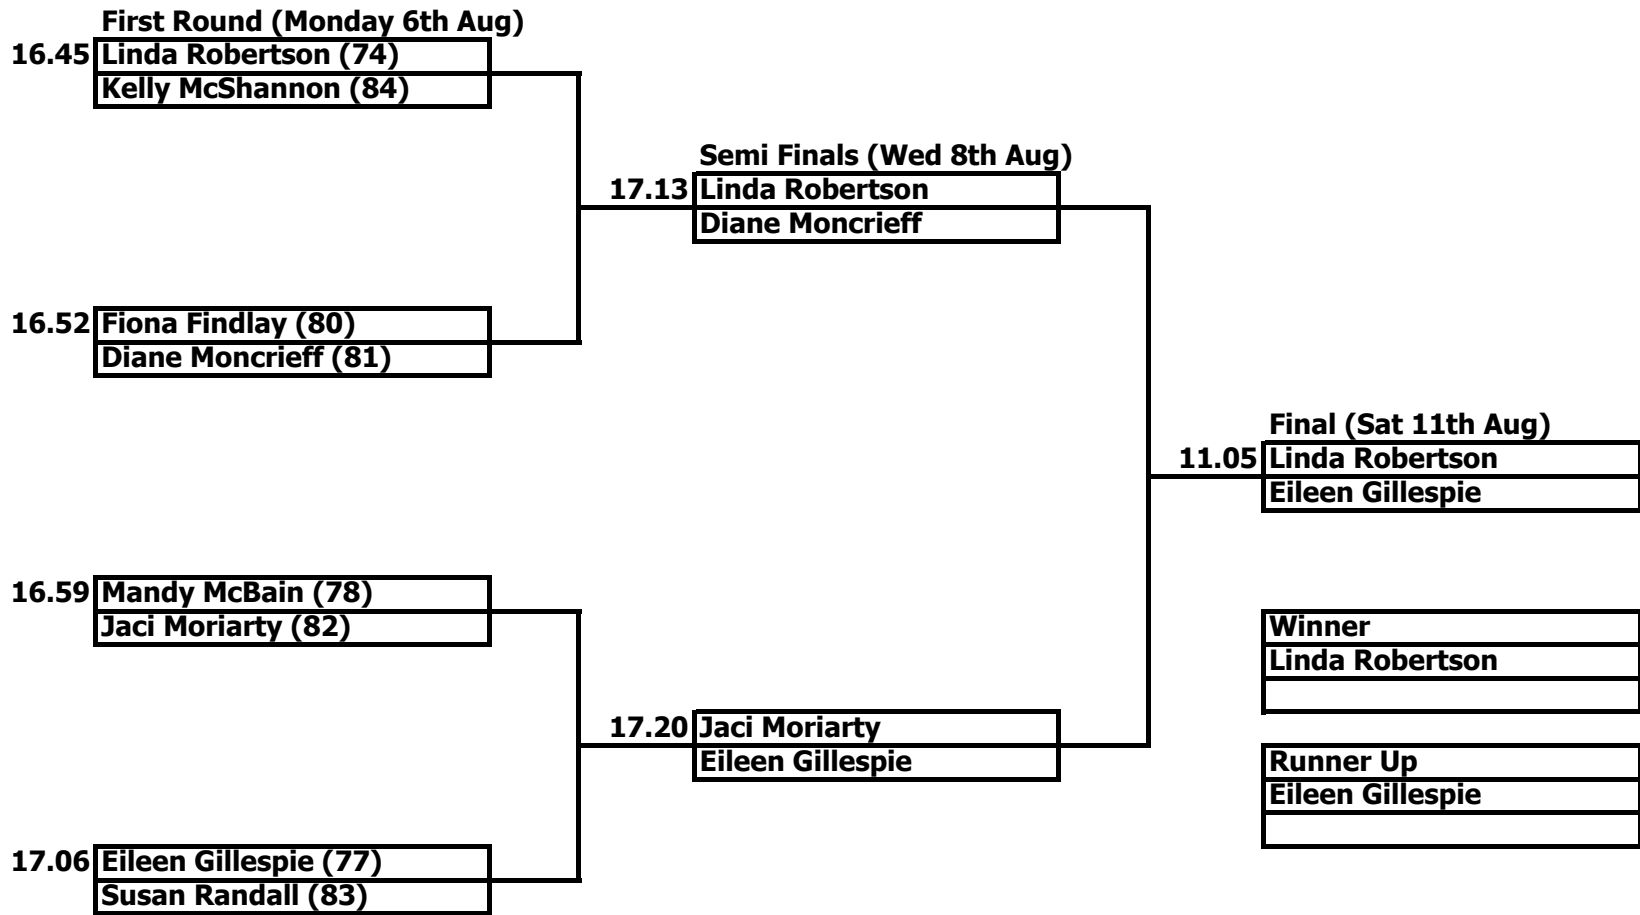 First Round (Monday 6th Aug)
16.45 Linda Robertson (74)
Kelly McShannon (84)
Semi Finals (Wed 8th Aug)
17.13 Linda Robertson
Diane Moncrieff
16.52 Fiona Findlay (80)
Diane Moncrieff (81)
Final (Sat 11th Aug)
11.05 Linda Robertson
Eileen Gillespie
16.59 Mandy McBain (78)
Jaci Moriarty (82)
Winner
Linda Robertson
17.20 Jaci Moriarty
Eileen Gillespie
Runner Up
Eileen Gillespie
17.06 Eileen Gillespie (77)
Susan Randall (83)